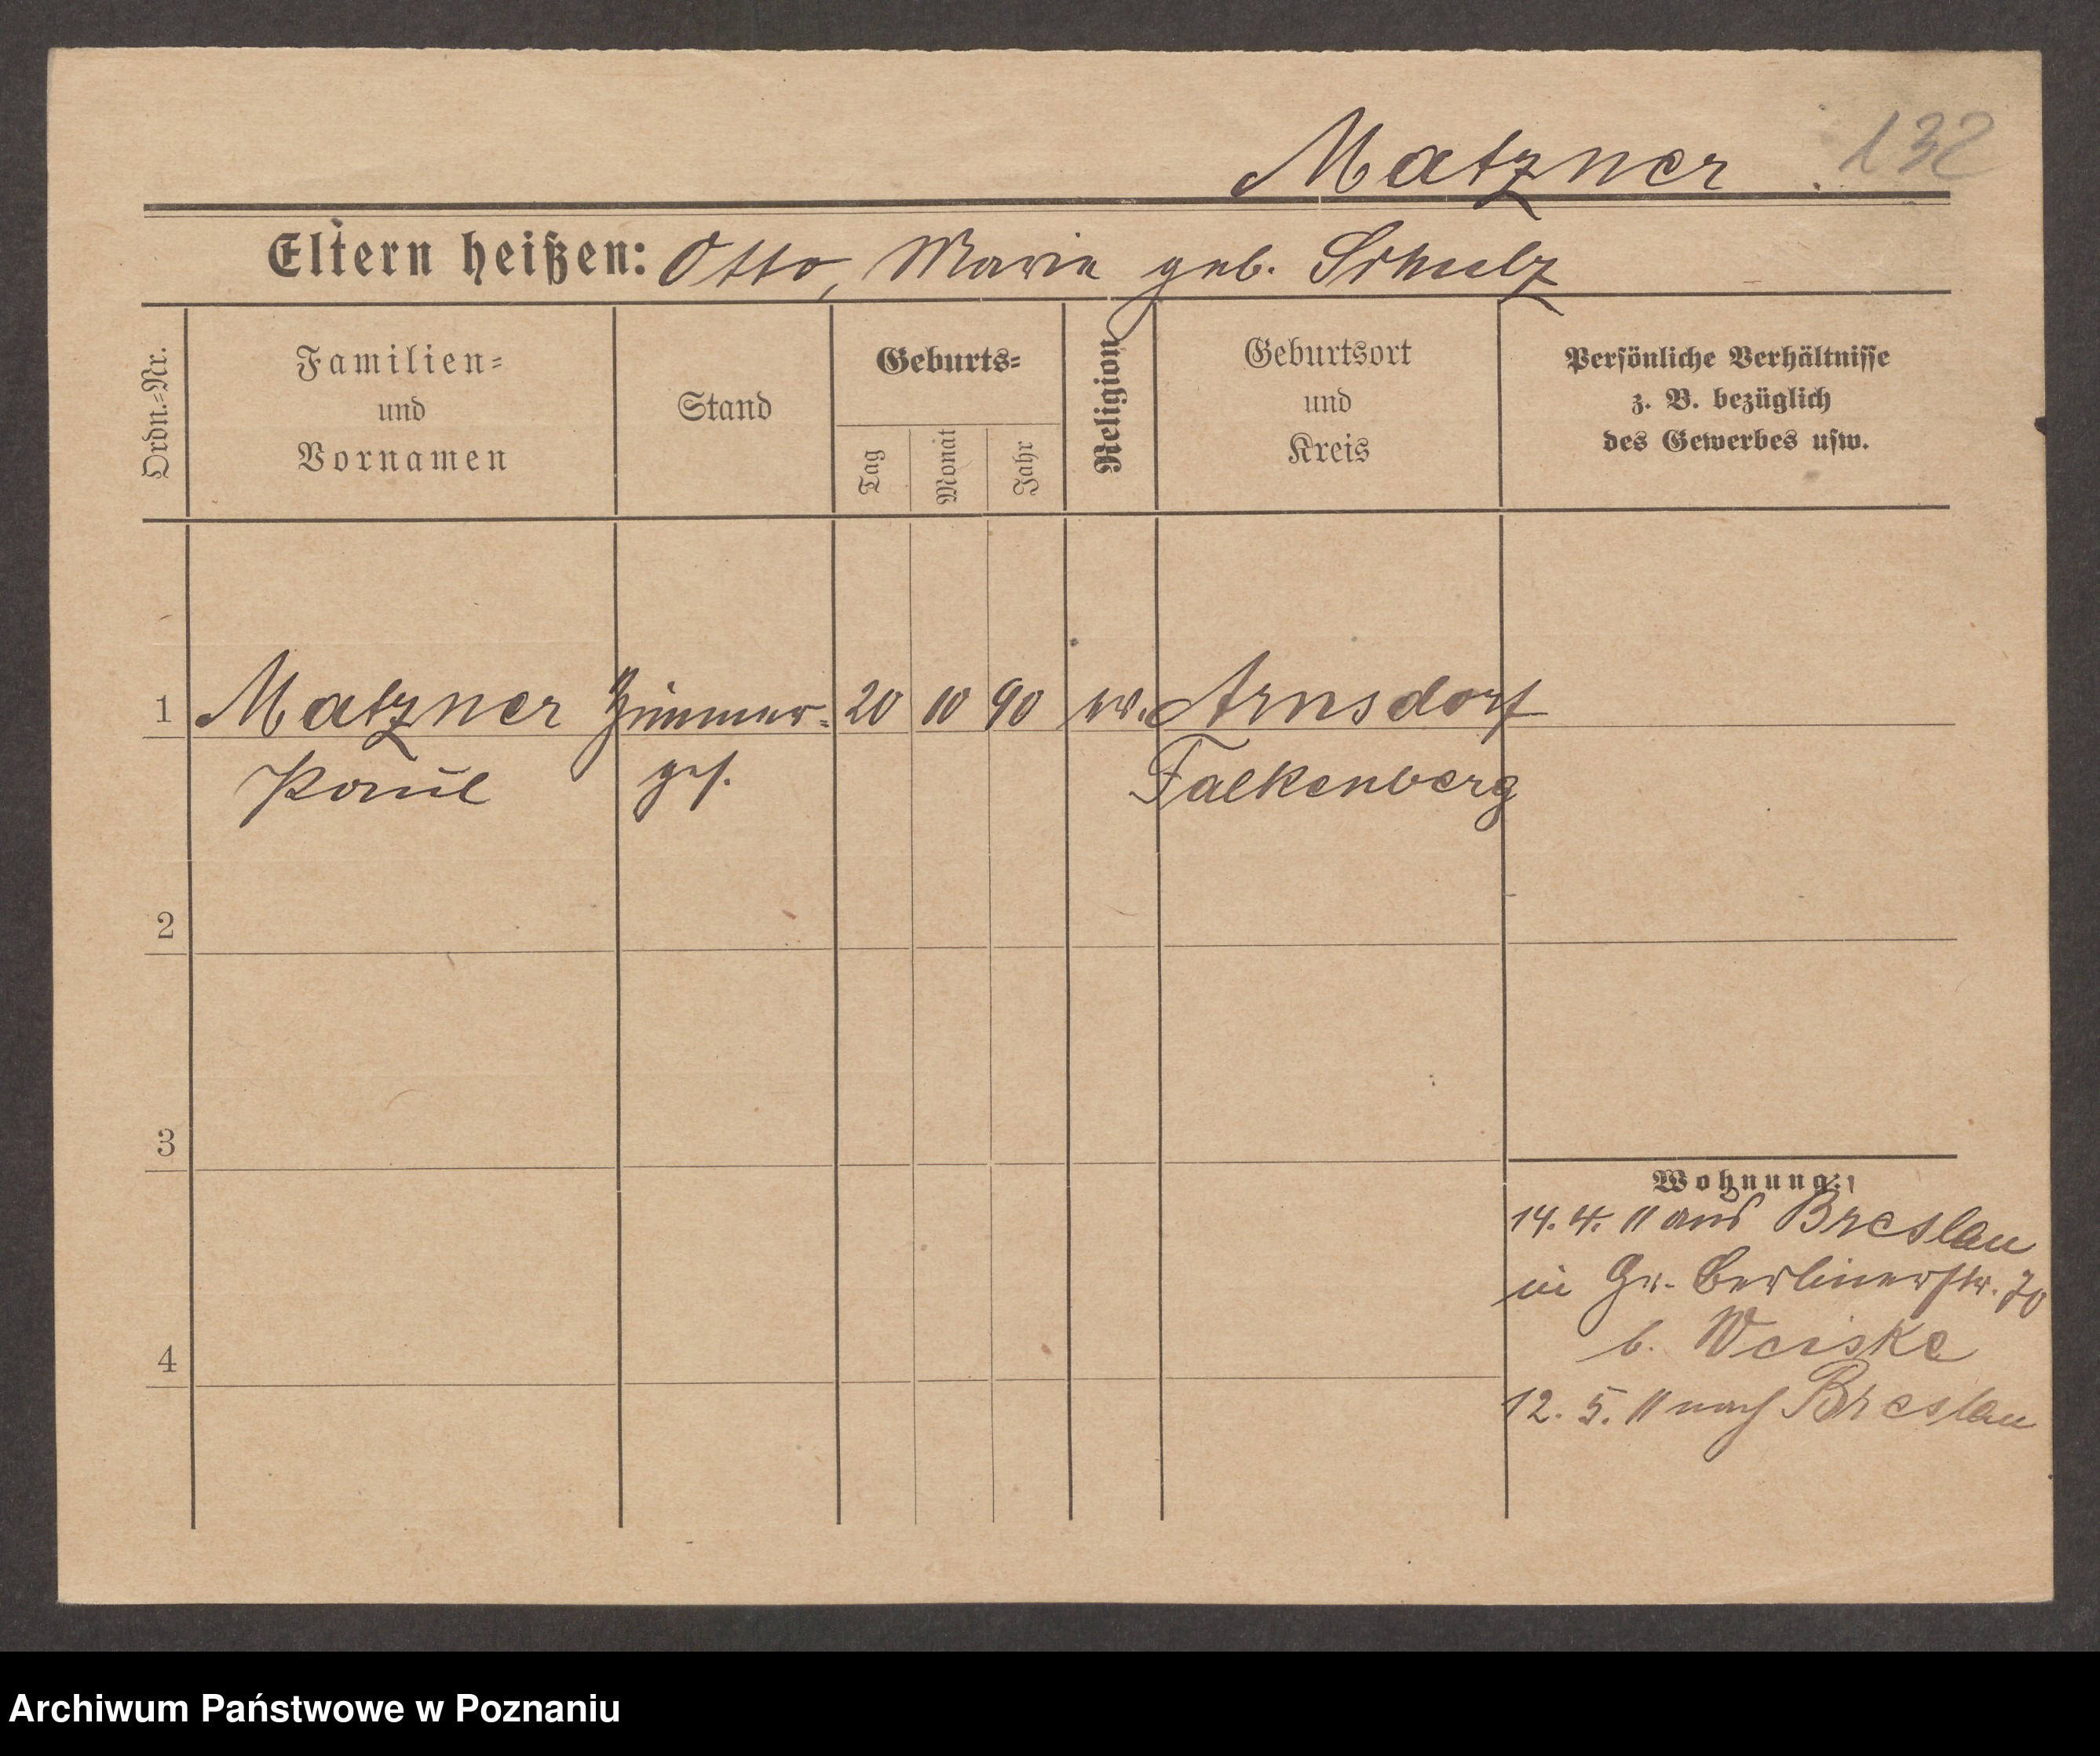 Matzner 132
Eltern heißen: Otto, Marie geb. Schulz
Ordn.-Nr.
Familien-
und
Vornamen
Stand
Geburts-
Tag
Monat
Jahr
Religion
Geburtsort
und
Kreis
Persönliche Verhältnisse
z. B. bezüglich
des Gewerbes usw.
1 Matzner Zimmer- 20 10 90 ev. Arnsdorf
Paul ges. Falkenberg
2
3
Wohnung:
14. 4. 11 aus Breslau
in Gr. Berlinerstr. 70
4
b. Weiske
12. 5. 11 nach Breslau
Archiwum Państwowe w Poznaniu